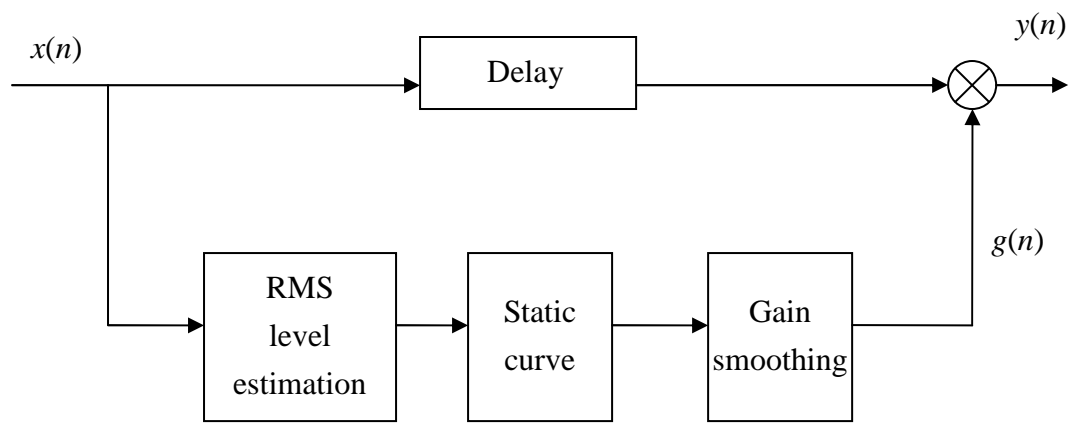 x(n)
Delay
y(n)
RMS
level
estimation
Static
curve
Gain
smoothing
g(n)